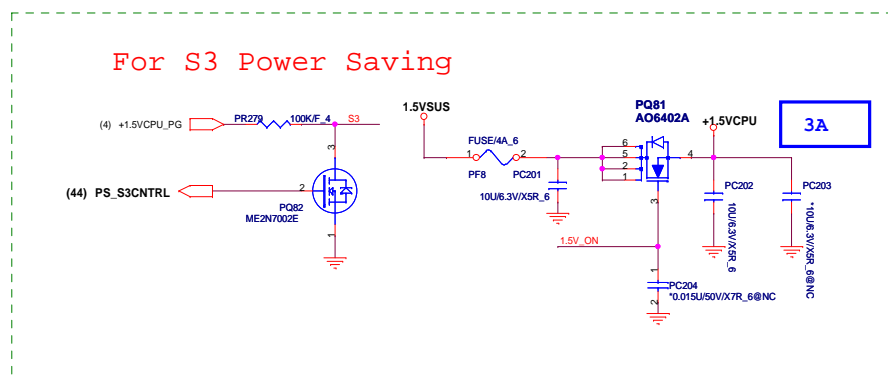 For S3 Power Saving
(4) +1.5VCPU_PG
PR279
100K/F_4
S3
3
(44) PS_S3CNTRL
2
PQ82
ME2N7002E
1
1.5VSUS
FUSE/4A_6
1
2
PF8
PC201
10U/6.3V/X5R_6
PQ81
AO6402A
6
5
2
1
4
3
+1.5VCPU
3A
PC202
10U/6.3V/X5R_6
PC203
*10U/6.3V/X5R_6@NC
1.5V_ON
1
PC204
2
*0.015U/50V/X7R_6@NC